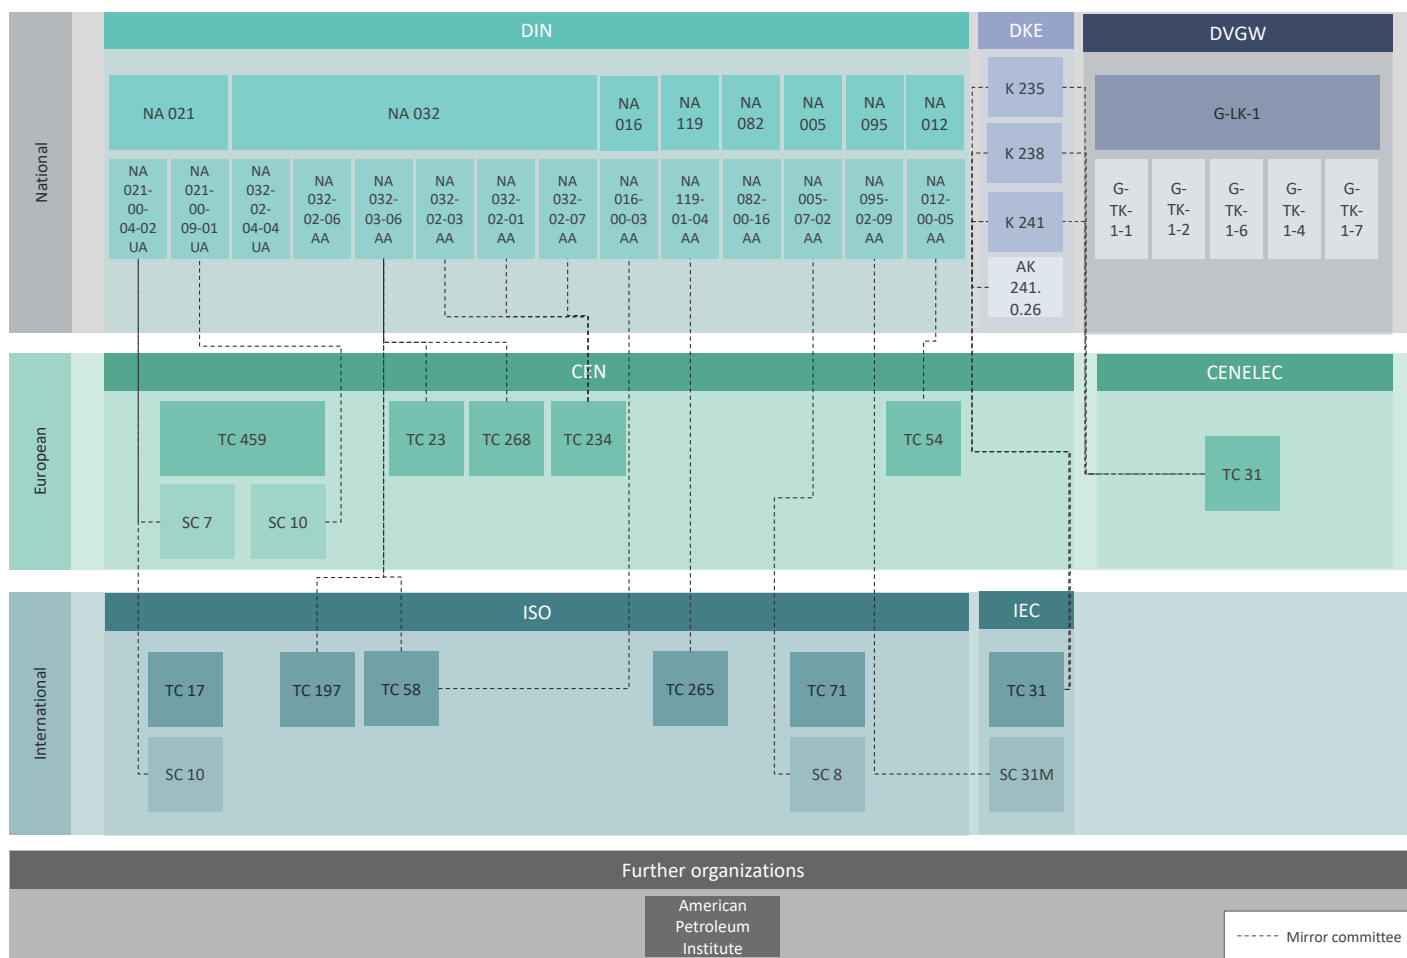 National
DIN
DKE
DVGW
NA 021
NA 032
NA
016
NA
119
NA
082
NA
005
NA
095
NA
012
K 235
K 238
K 241
AK
241.
0.26
G-LK-1
NA
021-
00-
04-02
UA
NA
021-
00-
09-01
UA
NA
032-
02-
04-04
UA
NA
032-
02-06
AA
NA
032-
03-06
AA
NA
032-
02-03
AA
NA
032-
02-01
AA
NA
032-
02-07
AA
NA
016-
00-03
AA
NA
119-
01-04
AA
NA
082-
00-16
AA
NA
005-
07-02
AA
NA
095-
02-09
AA
NA
012-
00-05
AA
G-
TK-
1-1
G-
TK-
1-2
G-
TK-
1-6
G-
TK-
1-4
G-
TK-
1-7
European
CEN
CENELEC
TC 459
TC 23
TC 268
TC 234
TC 54
TC 31
SC 7
SC 10
International
ISO
IEC
TC 17
TC 197
TC 58
TC 265
TC 71
TC 31
SC 10
SC 8
SC 31M
Further organizations
American
Petroleum
Institute
Mirror committee